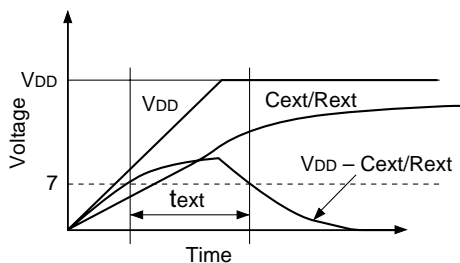 VDD
VDD
Cext/Rext
Voltage
VDD – Cext/Rext
7
text
Time